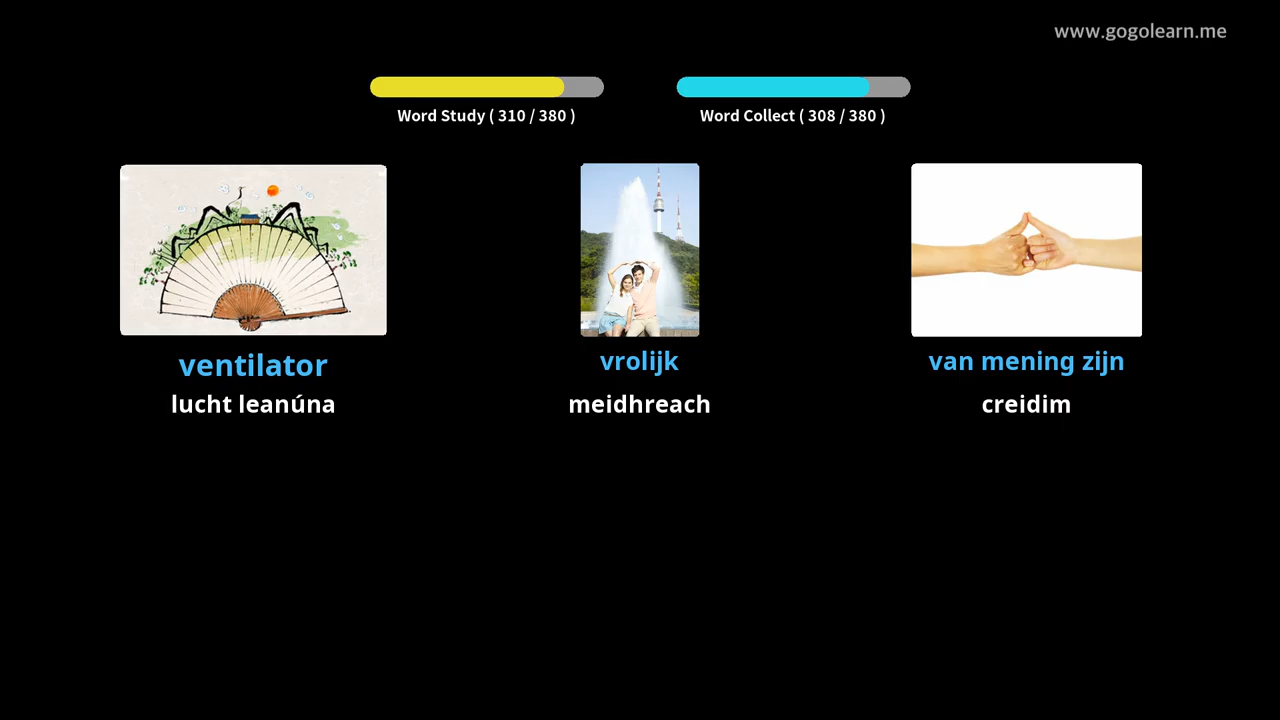 www.gogolearn.me
Word Study ( 310 / 380 )
Word Collect ( 308 / 380 )
ventilator
vrolijk
van mening zijn
lucht leanúna
meidhreach
creidim